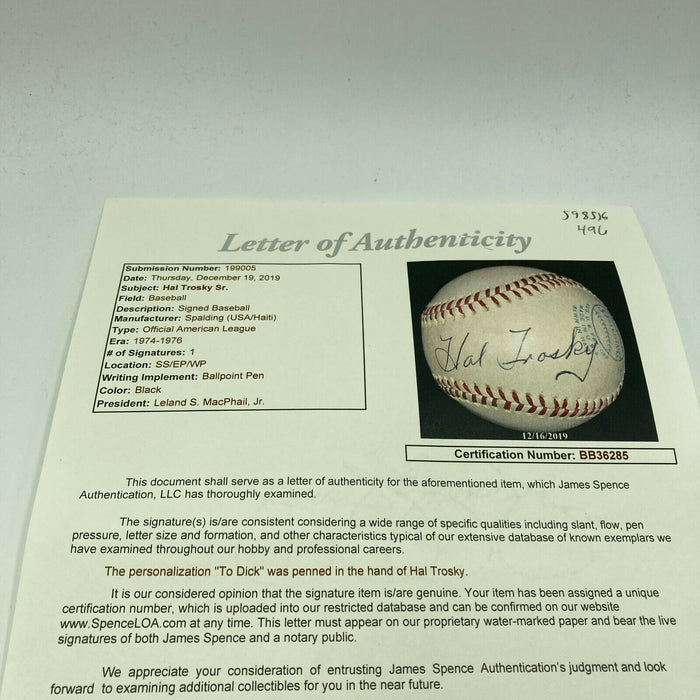 598516
496
Letter of Authenticity
Submission Number: 199005
Date: Thursday, December 19, 2019
Subject: Hal Trosky Sr.
Field: Baseball
Description: Signed Baseball
Manufacturer: Spalding (USA/Haiti)
Type: Official American League
Era: 1974-1976
# of Signatures: 1
Location: SS/EP/WP
Writing Implement: Ballpoint Pen
Color: Black
President: Leland S. MacPhail, Jr.
Hal Trosky
12/16/2019
Certification Number: BB36285
This document shall serve as a letter of authenticity for the aforementioned item, which James Spence
Authentication, LLC has thoroughly examined.
The signature(s) is/are consistent considering a wide range of specific qualities including slant, flow, pen
pressure, letter size and formation, and other characteristics typical of our extensive database of known exemplars we
have examined throughout our hobby and professional careers.
The personalization "To Dick" was penned in the hand of Hal Trosky.
It is our considered opinion that the signature item is/are genuine. Your item has been assigned a unique
certification number, which is uploaded into our restricted database and can be confirmed on our website
www.SpenceLOA.com at any time. This letter must appear on our proprietary water-marked paper and bear the live
signatures of both James Spence and a notary public.
We appreciate your consideration of entrusting James Spence Authentication's judgment and look
forward to examining additional collectibles for you in the near future.